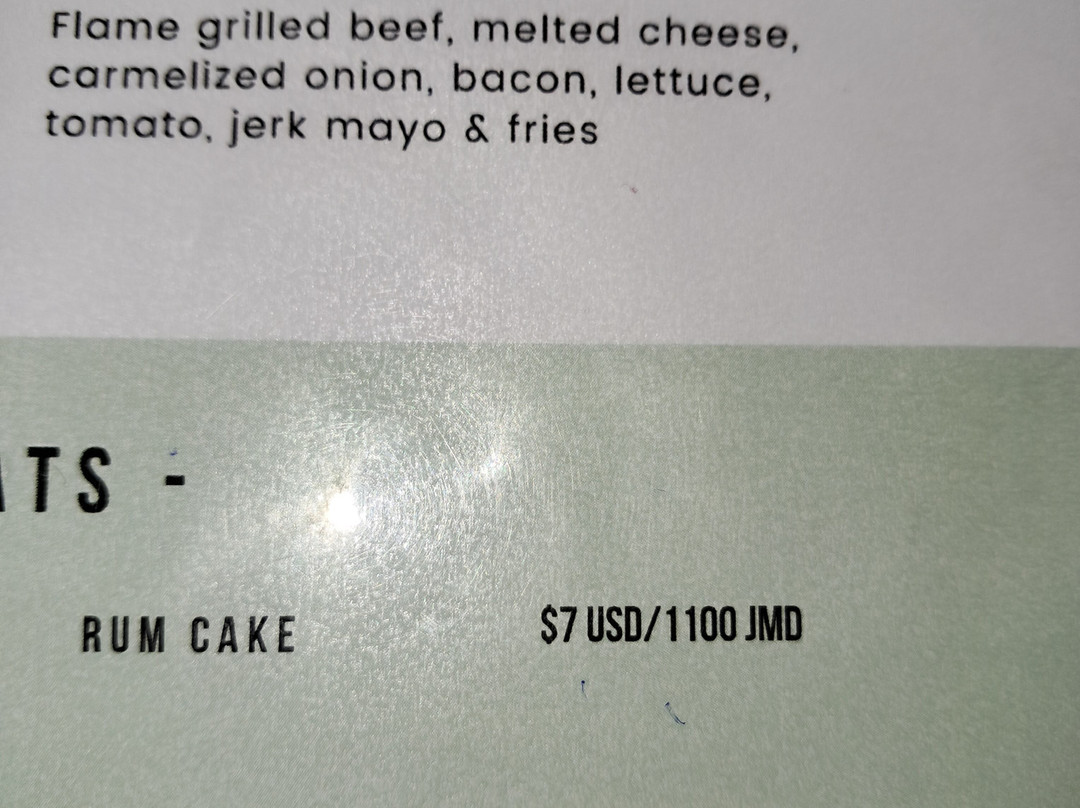 Flame grilled beef, melted cheese,
carmelized onion, bacon, lettuce,
tomato, jerk mayo & fries
ATS -
RUM CAKE
$7 USD/1100 JMD